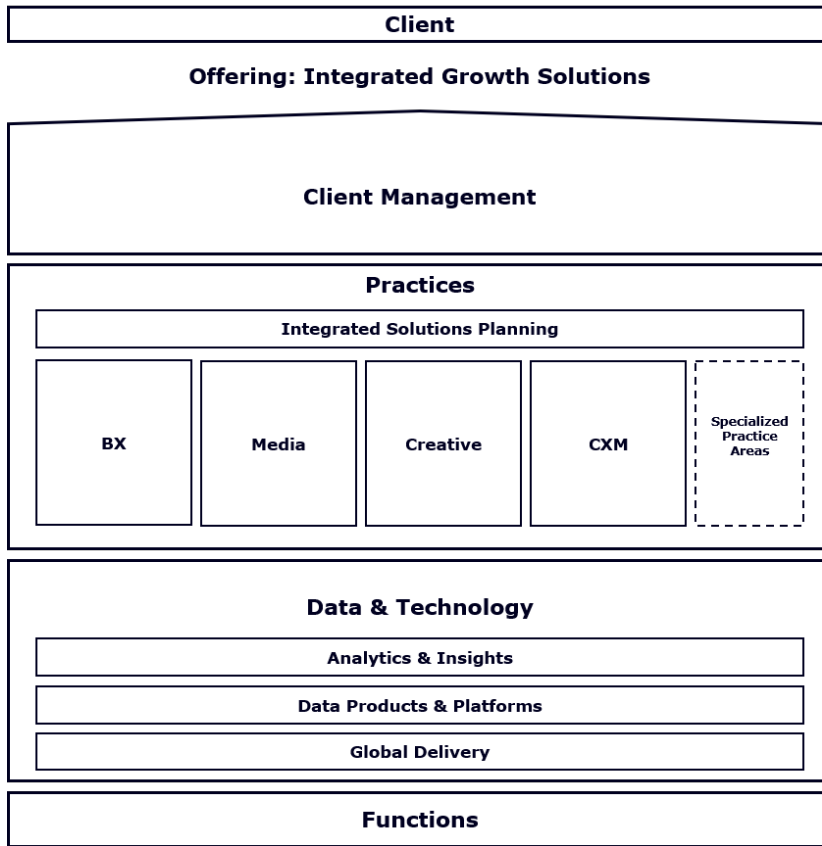 Client
Offering: Integrated Growth Solutions
Client Management
Practices
Integrated Solutions Planning
BX
Media
Creative
CXM
Specialized
Practice
Areas
Data & Technology
Analytics & Insights
Data Products & Platforms
Global Delivery
Functions